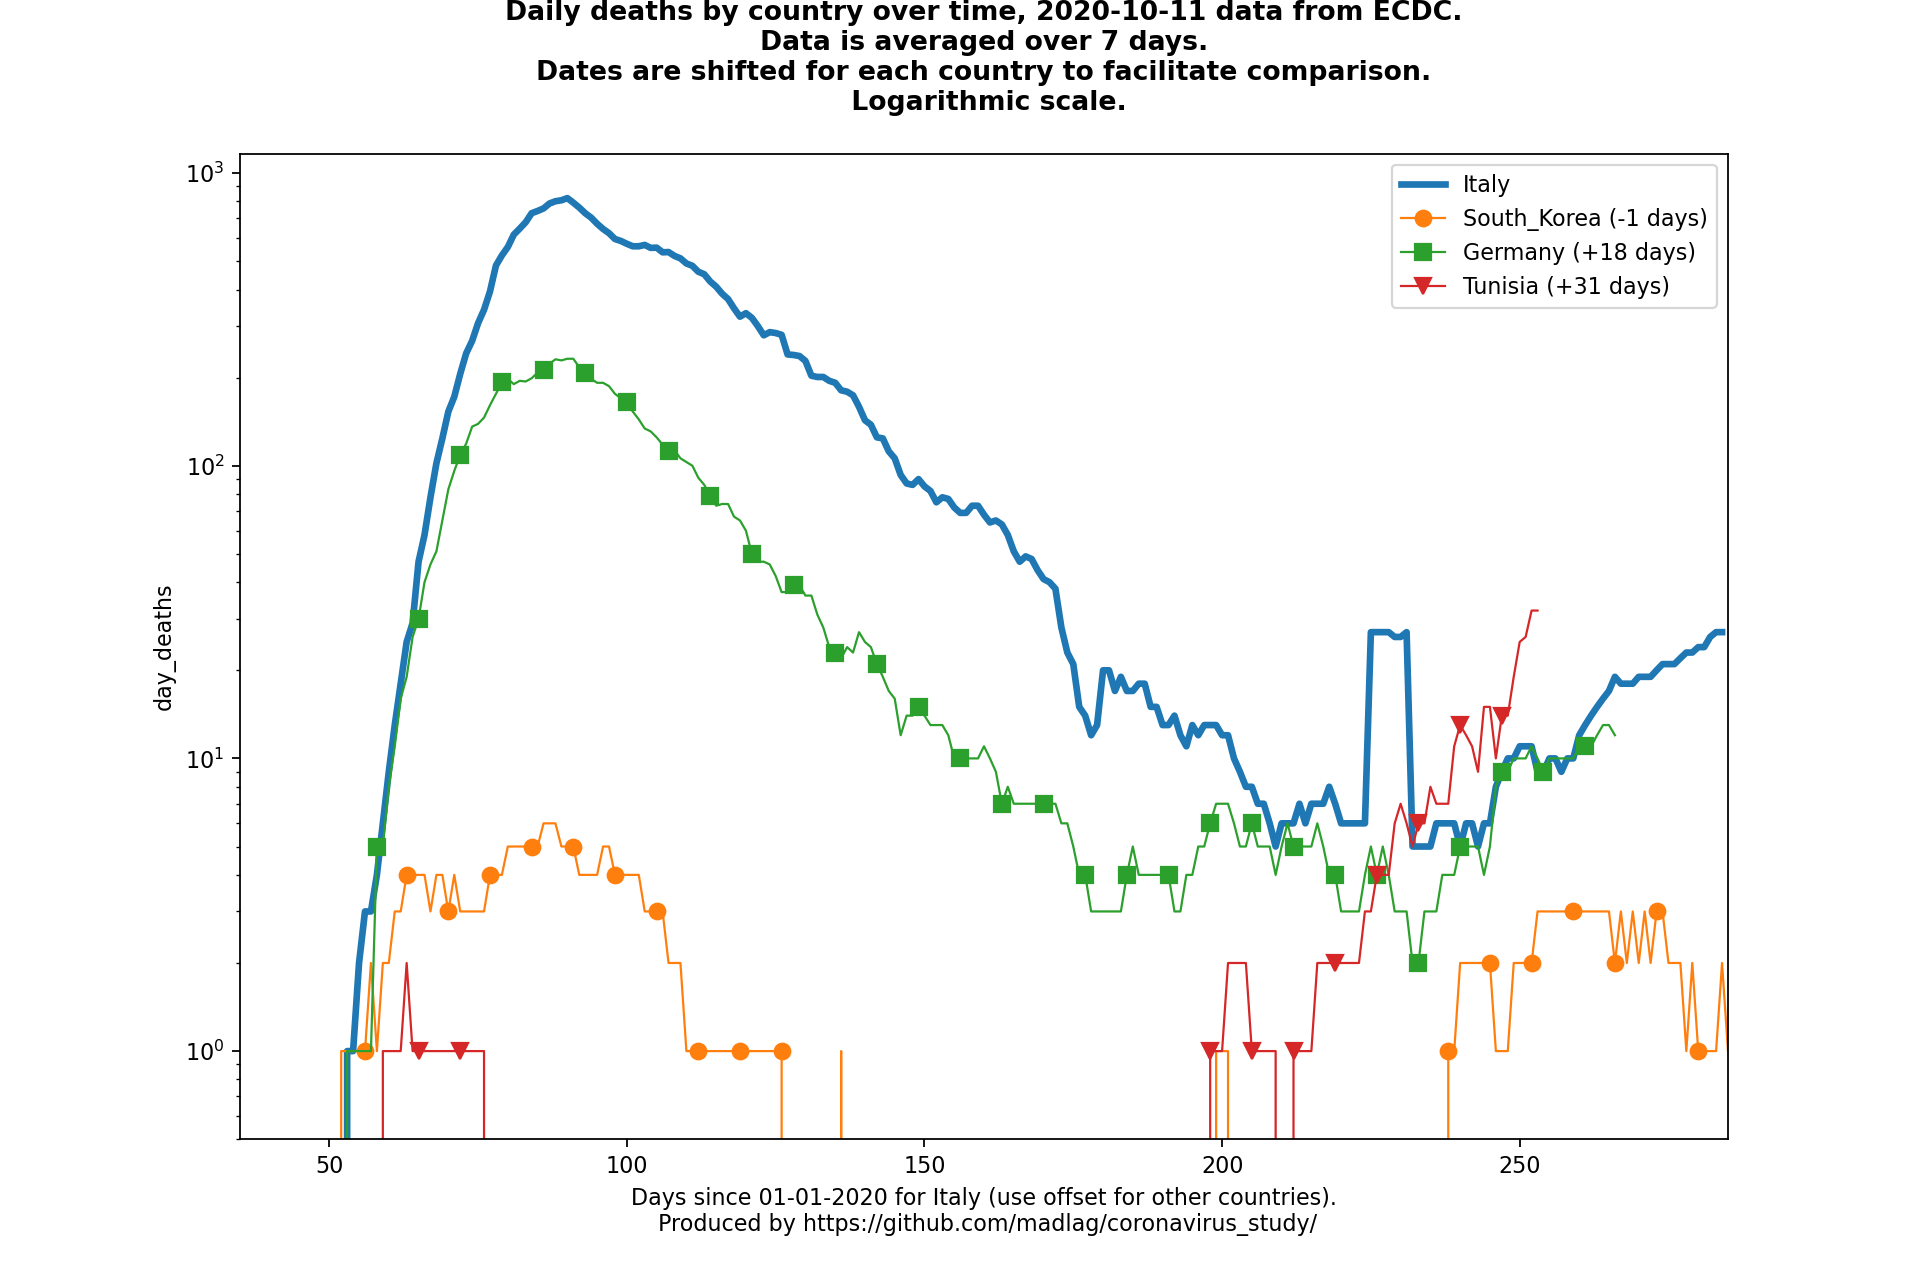 Daily deaths by country over time, 2020-10-11 data from ECDC.
Data is averaged over 7 days.
Dates are shifted for each country to facilitate comparison.
Logarithmic scale.
Italy
South_Korea (-1 days)
Germany (+18 days)
Tunisia (+31 days)
day_deaths
10³
10²
10¹
10⁰
50 100 150 200 250
Days since 01-01-2020 for Italy (use offset for other countries).
Produced by https://github.com/madlag/coronavirus_study/